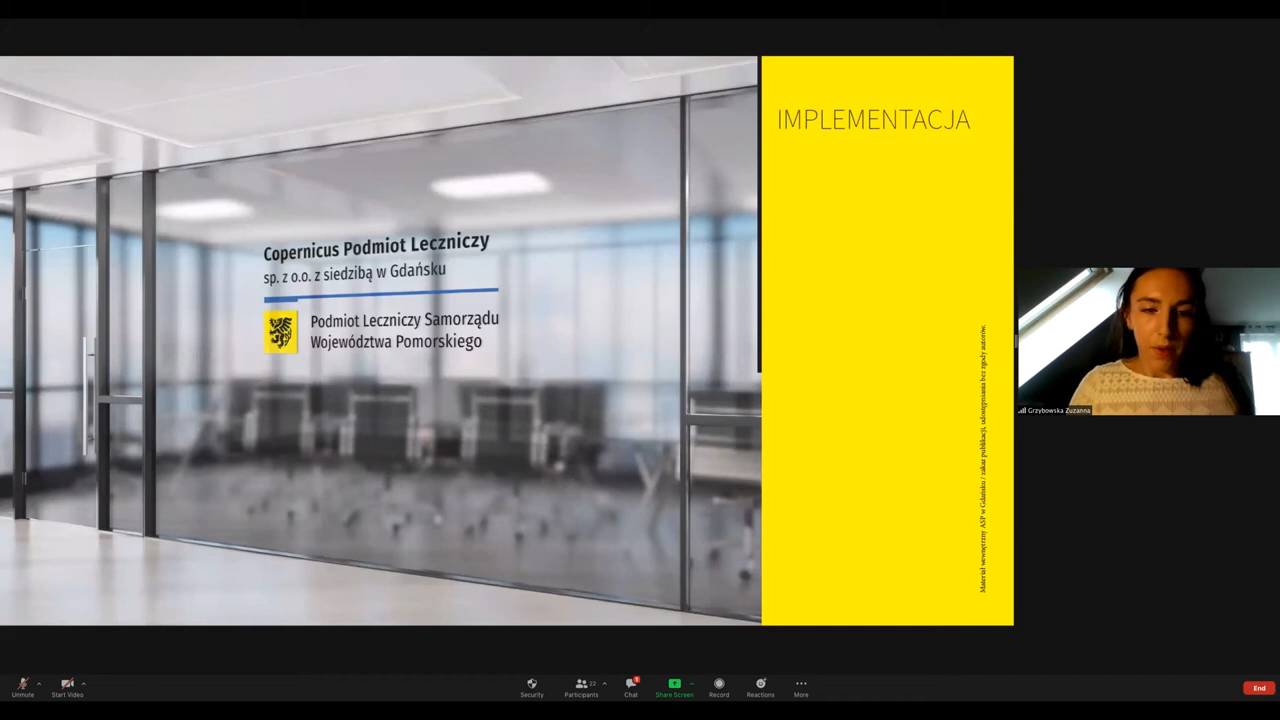 IMPLEMENTACJA
Copernicus Podmiot Leczniczy
sp. z o.o. z siedzibą w Gdańsku
Podmiot Leczniczy Samorządu
Województwa Pomorskiego
Materiał wewnętrzny ASP w Gdańsku / zakaz publikacji, udostępniania bez zgody autorów.
Grzybowska Zuzanna
Unmute
Start Video
Security
Participants
22
Chat
Share Screen
Record
Reactions
More
End